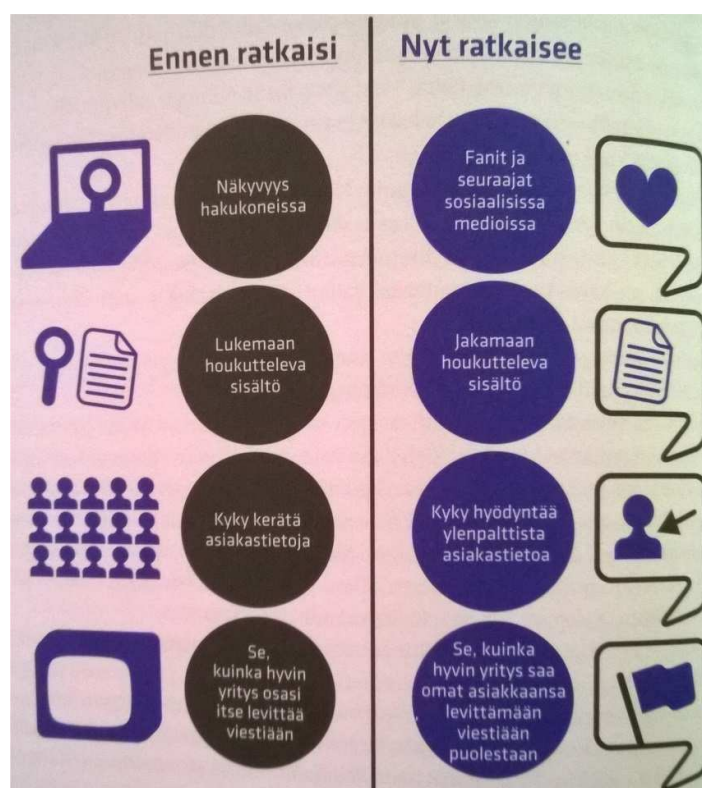 Ennen ratkaisi
Näkyvyys
hakukoneissa
Lukemaan
houkutteleva
sisältö
Kyky kerätä
asiakastietoja
Se,
kuinka hyvin
yritys osasi
itse levittää
viestiään
Nyt ratkaisee
Fanit ja
seuraajat
sosiaalisissa
medioissa
Jakamaan
houkutteleva
sisältö
Kyky hyödyntää
ylenpalttista
asiakastietoa
Se, kuinka
hyvin yritys saa
omat asiakkaansa
levittämään
viestiään
puolestaan